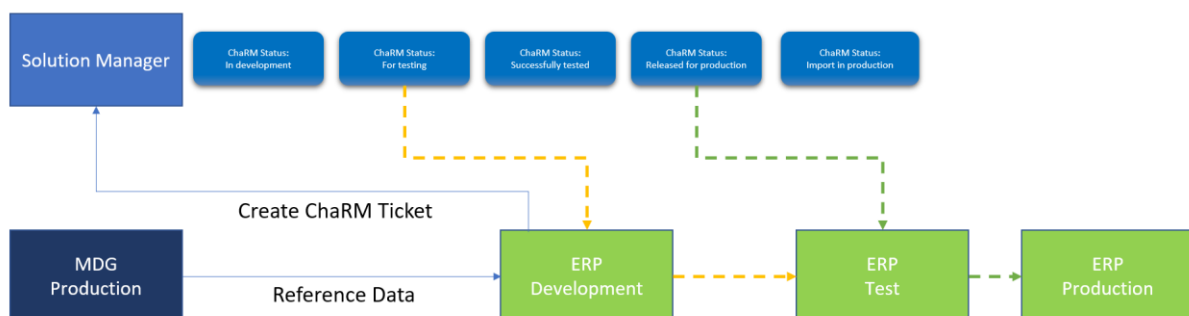 Solution Manager
ChaRM Status:
In development
ChaRM Status:
For testing
ChaRM Status:
Successfully tested
ChaRM Status:
Released for production
ChaRM Status:
Import in production
Create ChaRM Ticket
MDG
Production
Reference Data
ERP
Development
ERP
Test
ERP
Production